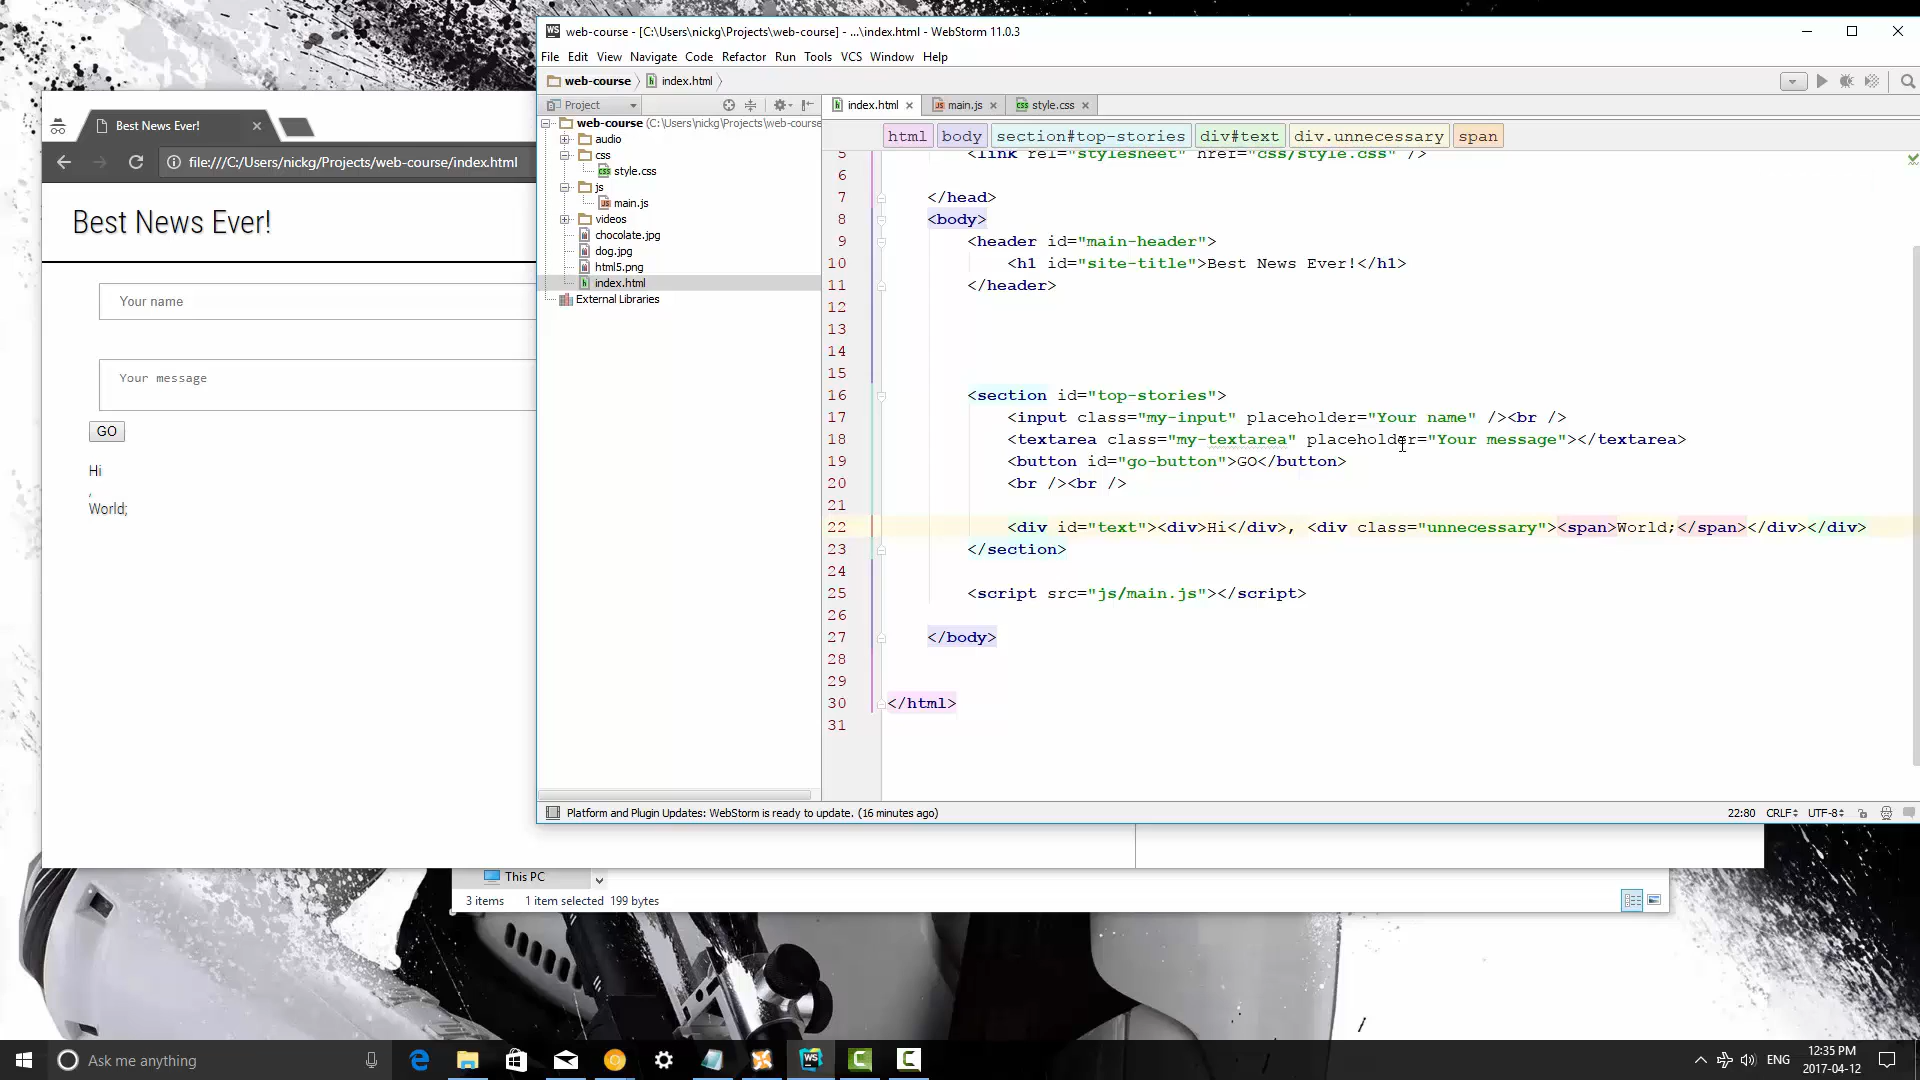 web-course - [C:\Users\nickg\Projects\web-course] - ...\index.html - WebStorm 11.0.3
File Edit View Navigate Code Refactor Run Tools VCS Window Help
web-course index.html
Project
index.html
main.js
style.css
web-course (C:\Users\nickg\Projects\web-course
audio
css
style.css
js
main.js
videos
chocolate.jpg
dog.jpg
html5.png
index.html
External Libraries
html body section#top-stories div#text div.unnecessary span
5 <link rel="stylesheet" href="css/style.css" />
6
7 </head>
8 <body>
9 <header id="main-header">
10 <h1 id="site-title">Best News Ever!</h1>
11 </header>
12
13
14
15
16 <section id="top-stories">
17 <input class="my-input" placeholder="Your name" /><br />
18 <textarea class="my-textarea" placeholder="Your message"></textarea>
19 <button id="go-button">GO</button>
20 <br /><br />
21
22 <div id="text"><div>Hi</div>, <div class="unnecessary"><span>World;</span></div></div>
23 </section>
24
25 <script src="js/main.js"></script>
26
27 </body>
28
29
30 </html>
31
Platform and Plugin Updates: WebStorm is ready to update. (16 minutes ago)
22:80 CRLF UTF-8
Best News Ever!
file:///C:/Users/nickg/Projects/web-course/index.html
Best News Ever!
Your name
Your message
GO
Hi
,
World;
This PC
3 items 1 item selected 199 bytes
Ask me anything
ENG
12:35 PM
2017-04-12